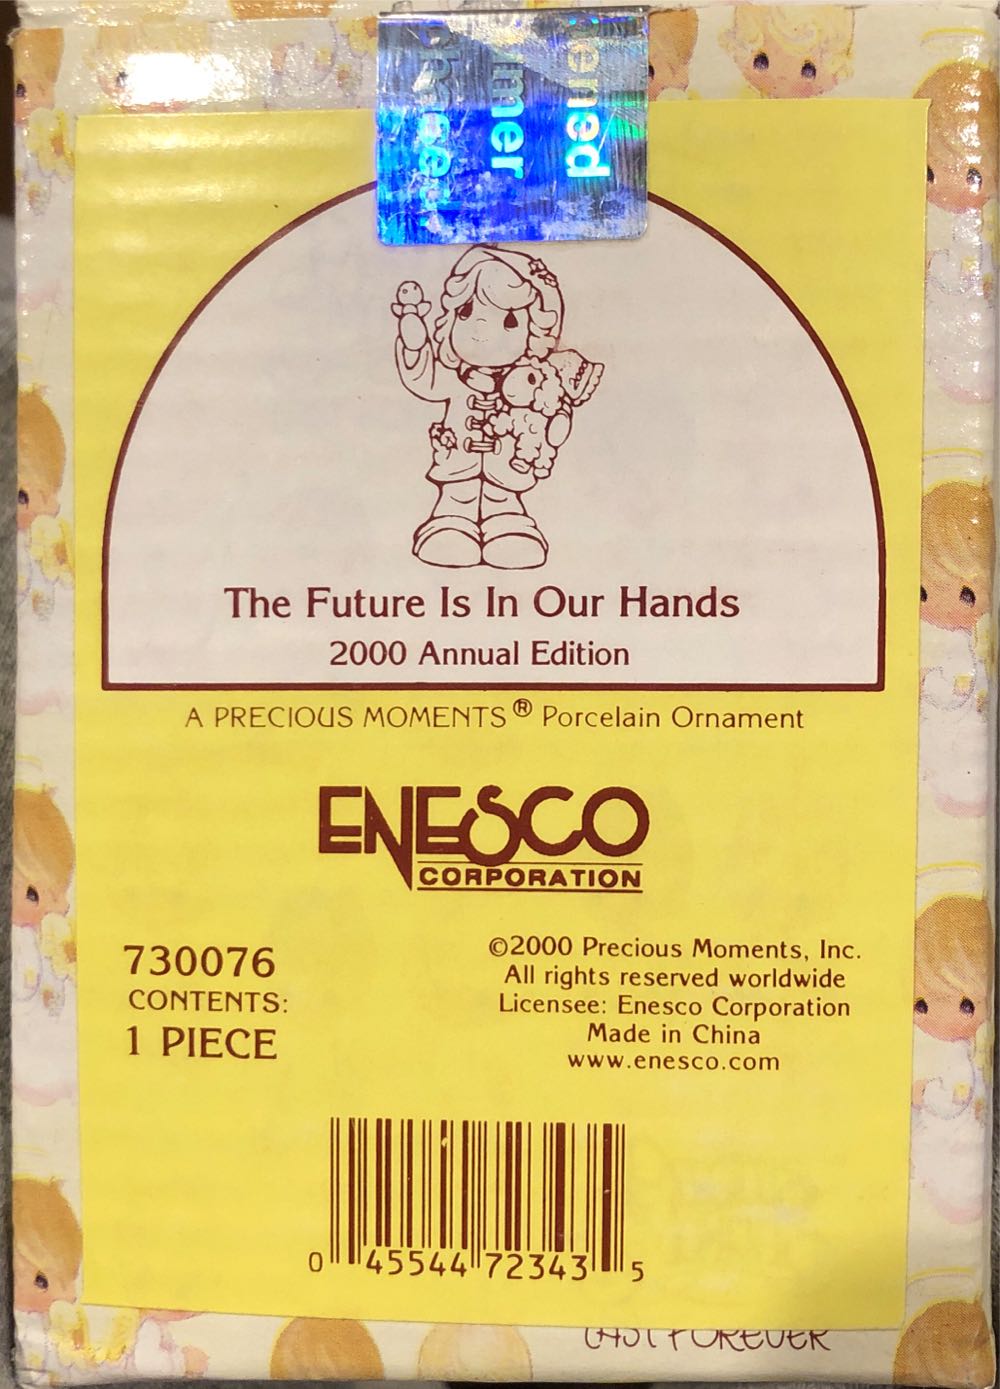 ened
mer
The Future Is In Our Hands
2000 Annual Edition
A PRECIOUS MOMENTS® Porcelain Ornament
ENESCO
CORPORATION
730076
CONTENTS:
1 PIECE
©2000 Precious Moments, Inc.
All rights reserved worldwide
Licensee: Enesco Corporation
Made in China
www.enesco.com
0 45544 72343 5
LAST FOREVER